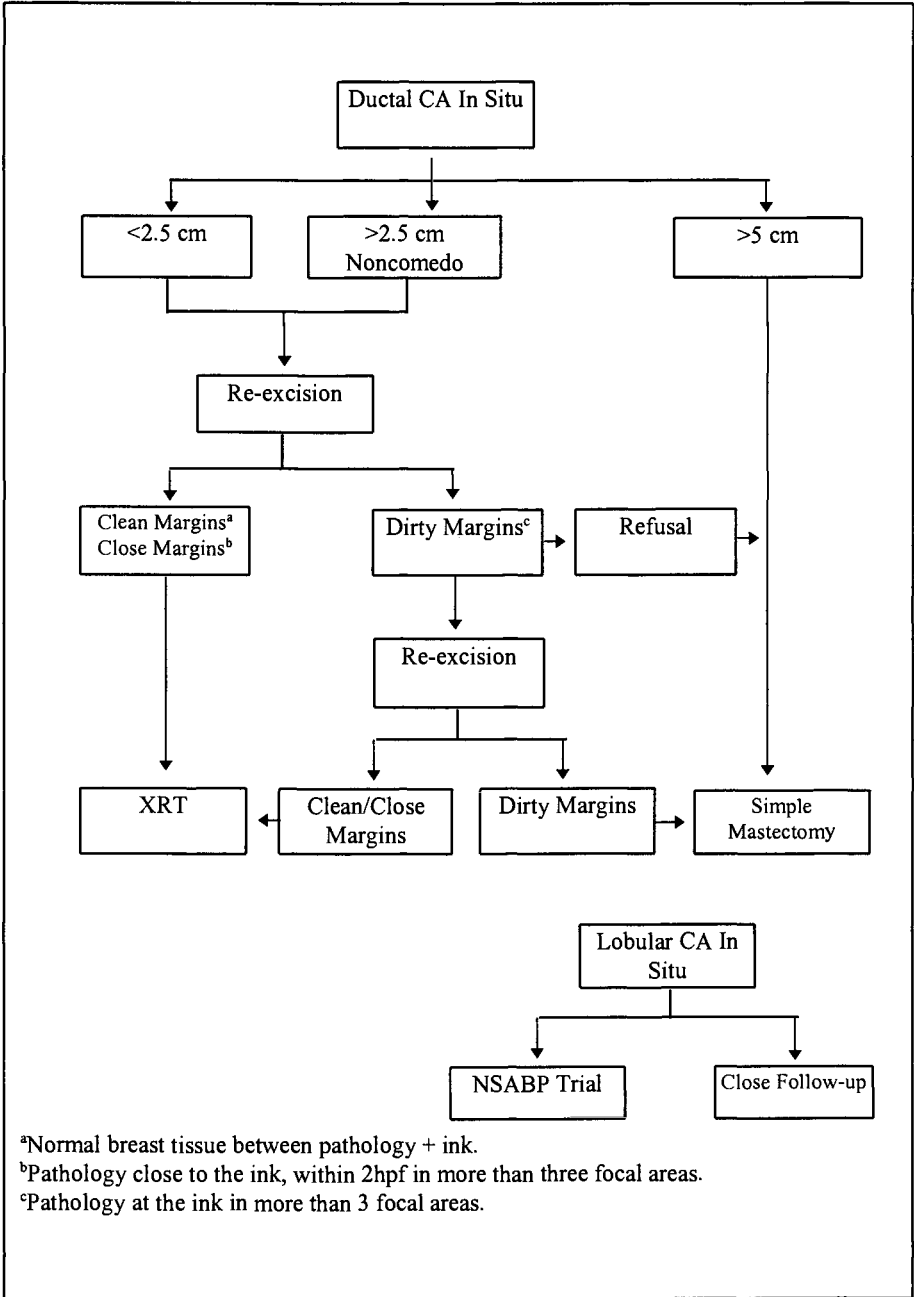 Ductal CA In Situ
<2.5 cm
>2.5 cm
Noncomedo
>5 cm
Re-excision
Clean Marginsᵃ
Close Marginsᵇ
Dirty Marginsᶜ
Refusal
Re-excision
XRT
Clean/Close
Margins
Dirty Margins
Simple
Mastectomy
Lobular CA In
Situ
NSABP Trial
Close Follow-up
ᵃNormal breast tissue between pathology + ink.
ᵇPathology close to the ink, within 2hpf in more than three focal areas.
ᶜPathology at the ink in more than 3 focal areas.